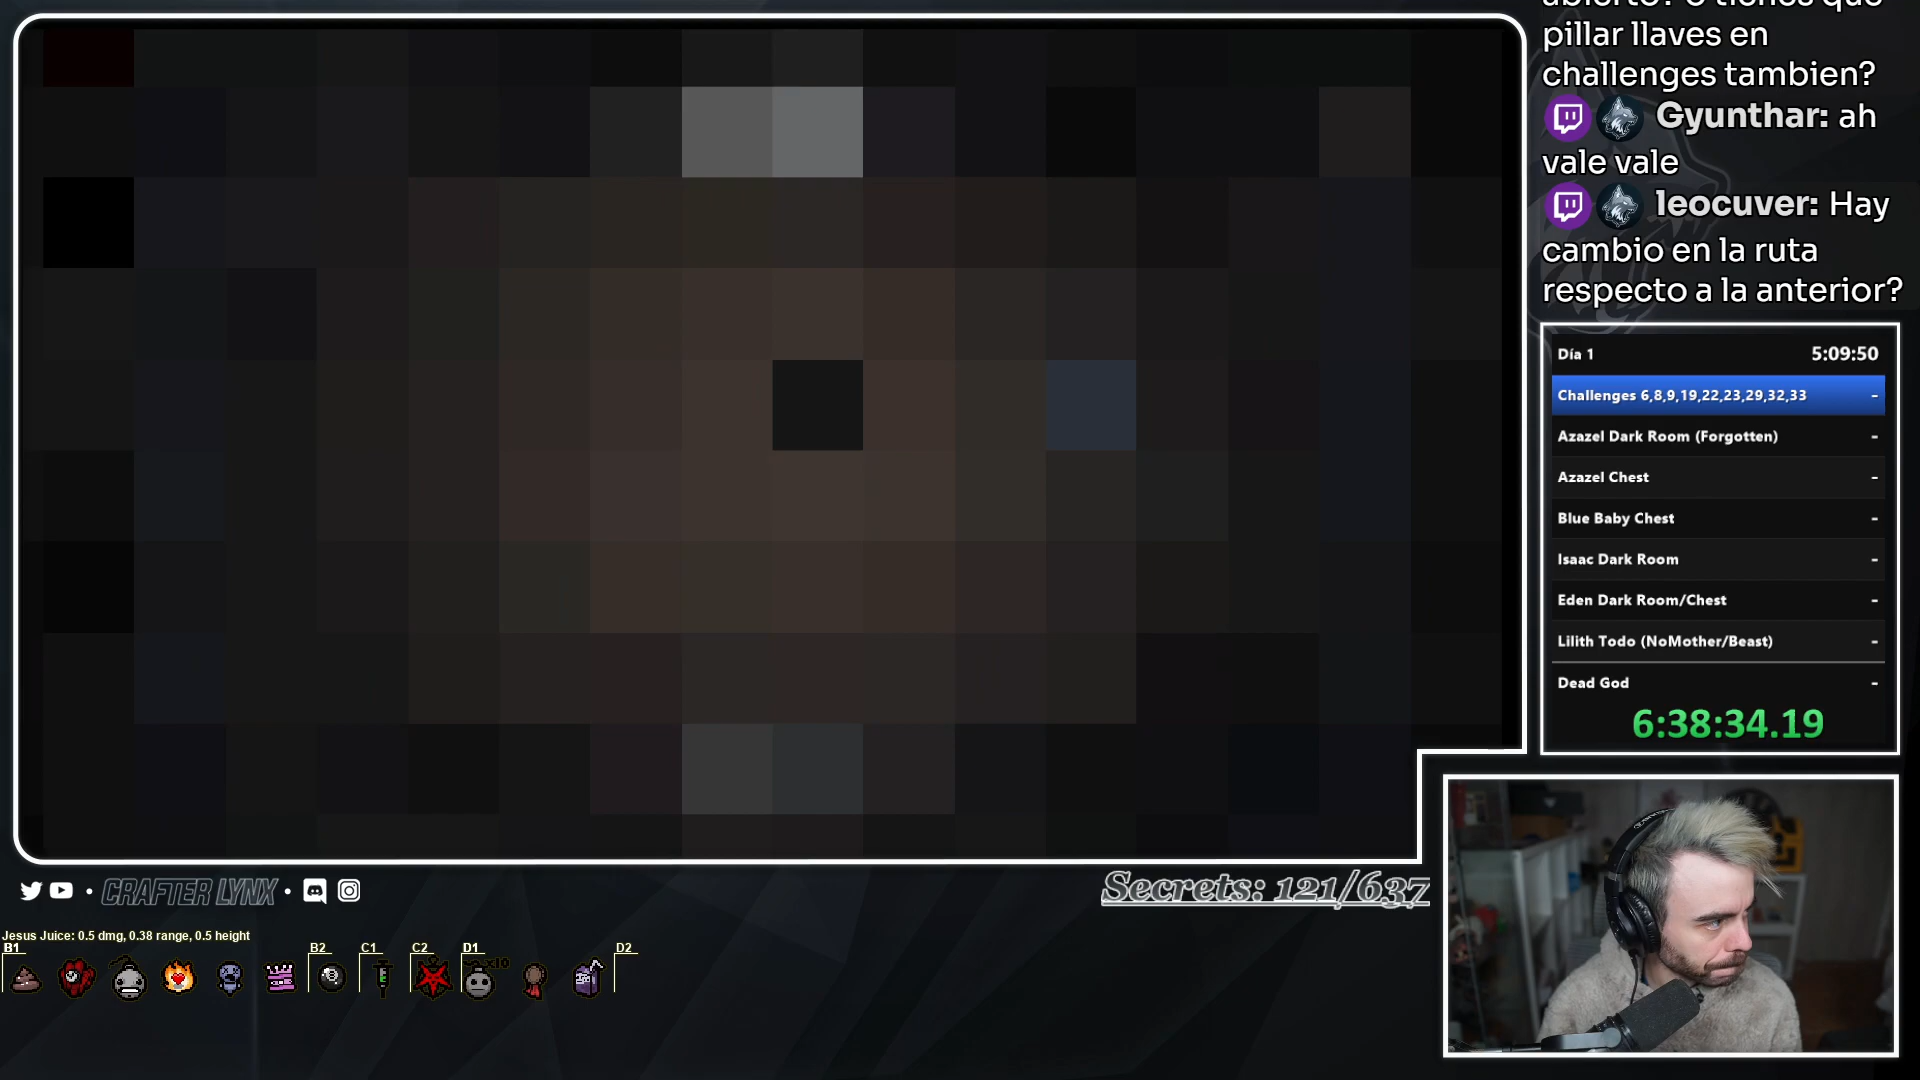 abierto? O tienes que
pillar llaves en
challenges tambien?
Gyunthar: ah
vale vale
leocuver: Hay
cambio en la ruta
respecto a la anterior?
Día 1 5:09:50
Challenges 6,8,9,19,22,23,29,32,33 -
Azazel Dark Room (Forgotten) -
Azazel Chest -
Blue Baby Chest -
Isaac Dark Room -
Eden Dark Room/Chest -
Lilith Todo (NoMother/Beast) -
Dead God -
6:38:34.19
CRAFTER LYNX
Secrets: 121/637
Jesus Juice: 0.5 dmg, 0.38 range, 0.5 height
B1 B2 C1 C2 D1 D2
x10